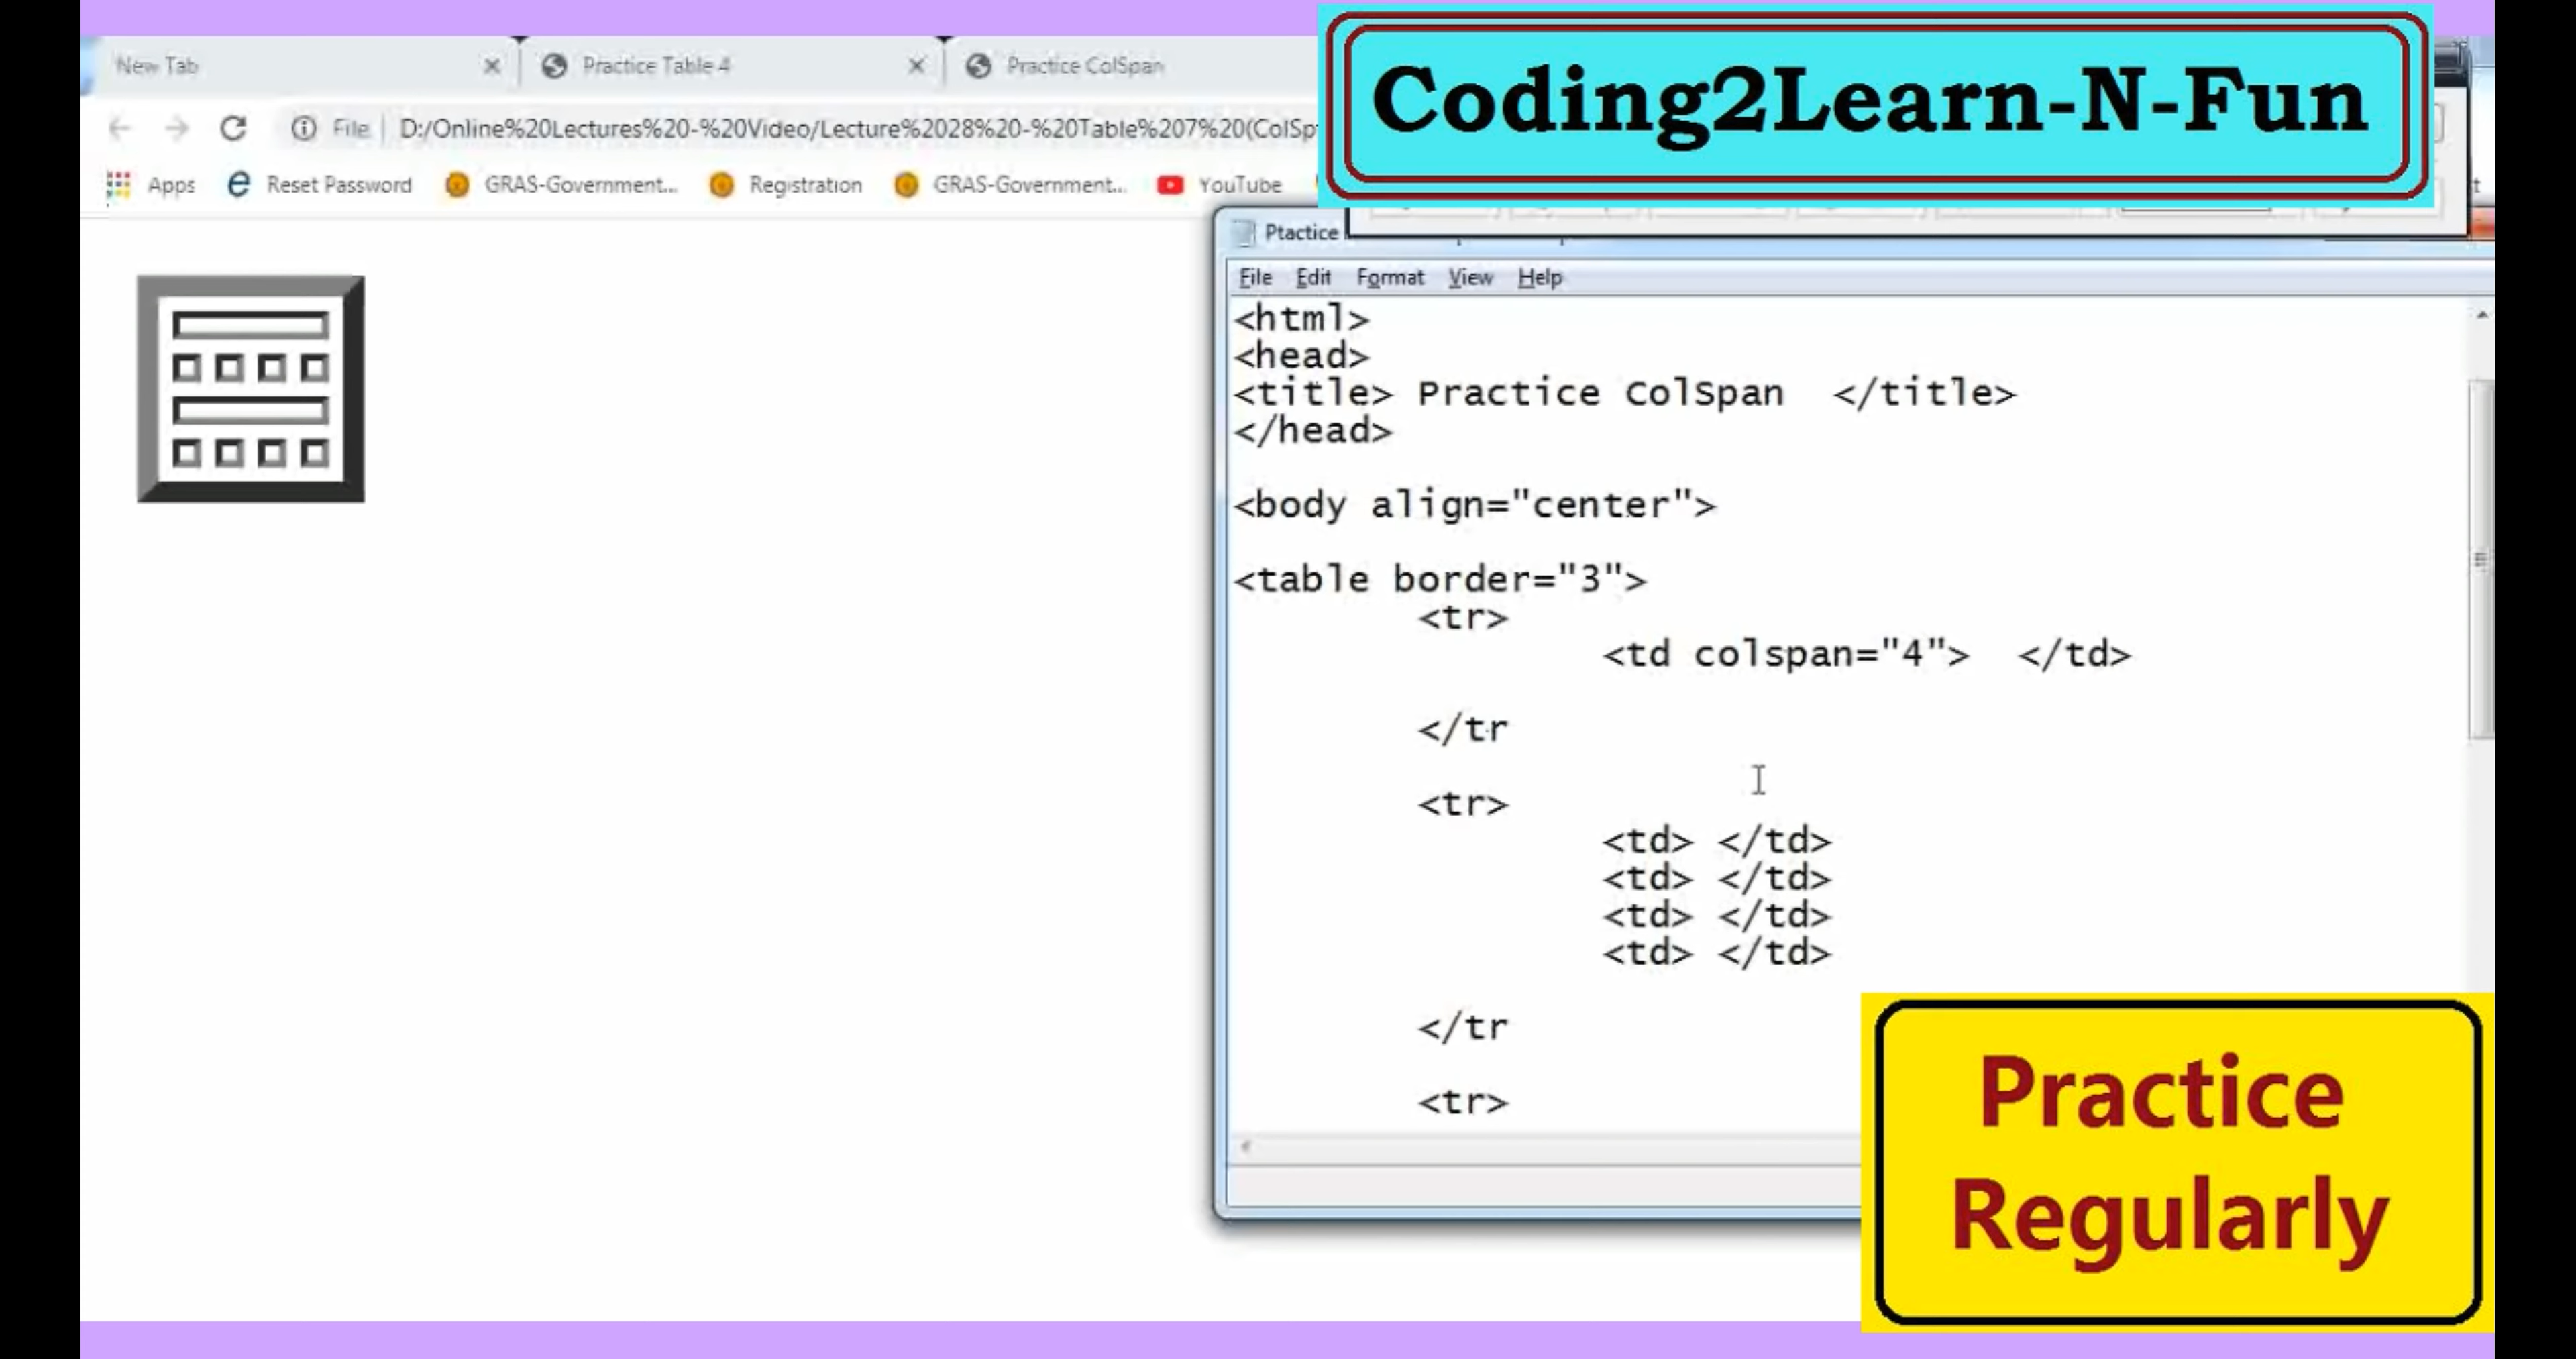 New Tab
Practice Table 4
Practice ColSpan
Coding2Learn-N-Fun
File
D:/Online%20Lectures%20-%20Video/Lecture%2028%20-%20Table%207%20(ColSp
Apps
Reset Password
GRAS-Government...
Registration
GRAS-Government...
YouTube
Ptactice
File Edit Format View Help
<html>
<head>
<title> Practice ColSpan  </title>
</head>
<body align="center">
<table border="3">
<tr>
<td colspan="4">  </td>
</tr
<tr>
<td> </td>
<td> </td>
<td> </td>
<td> </td>
</tr
<tr>
Practice
Regularly